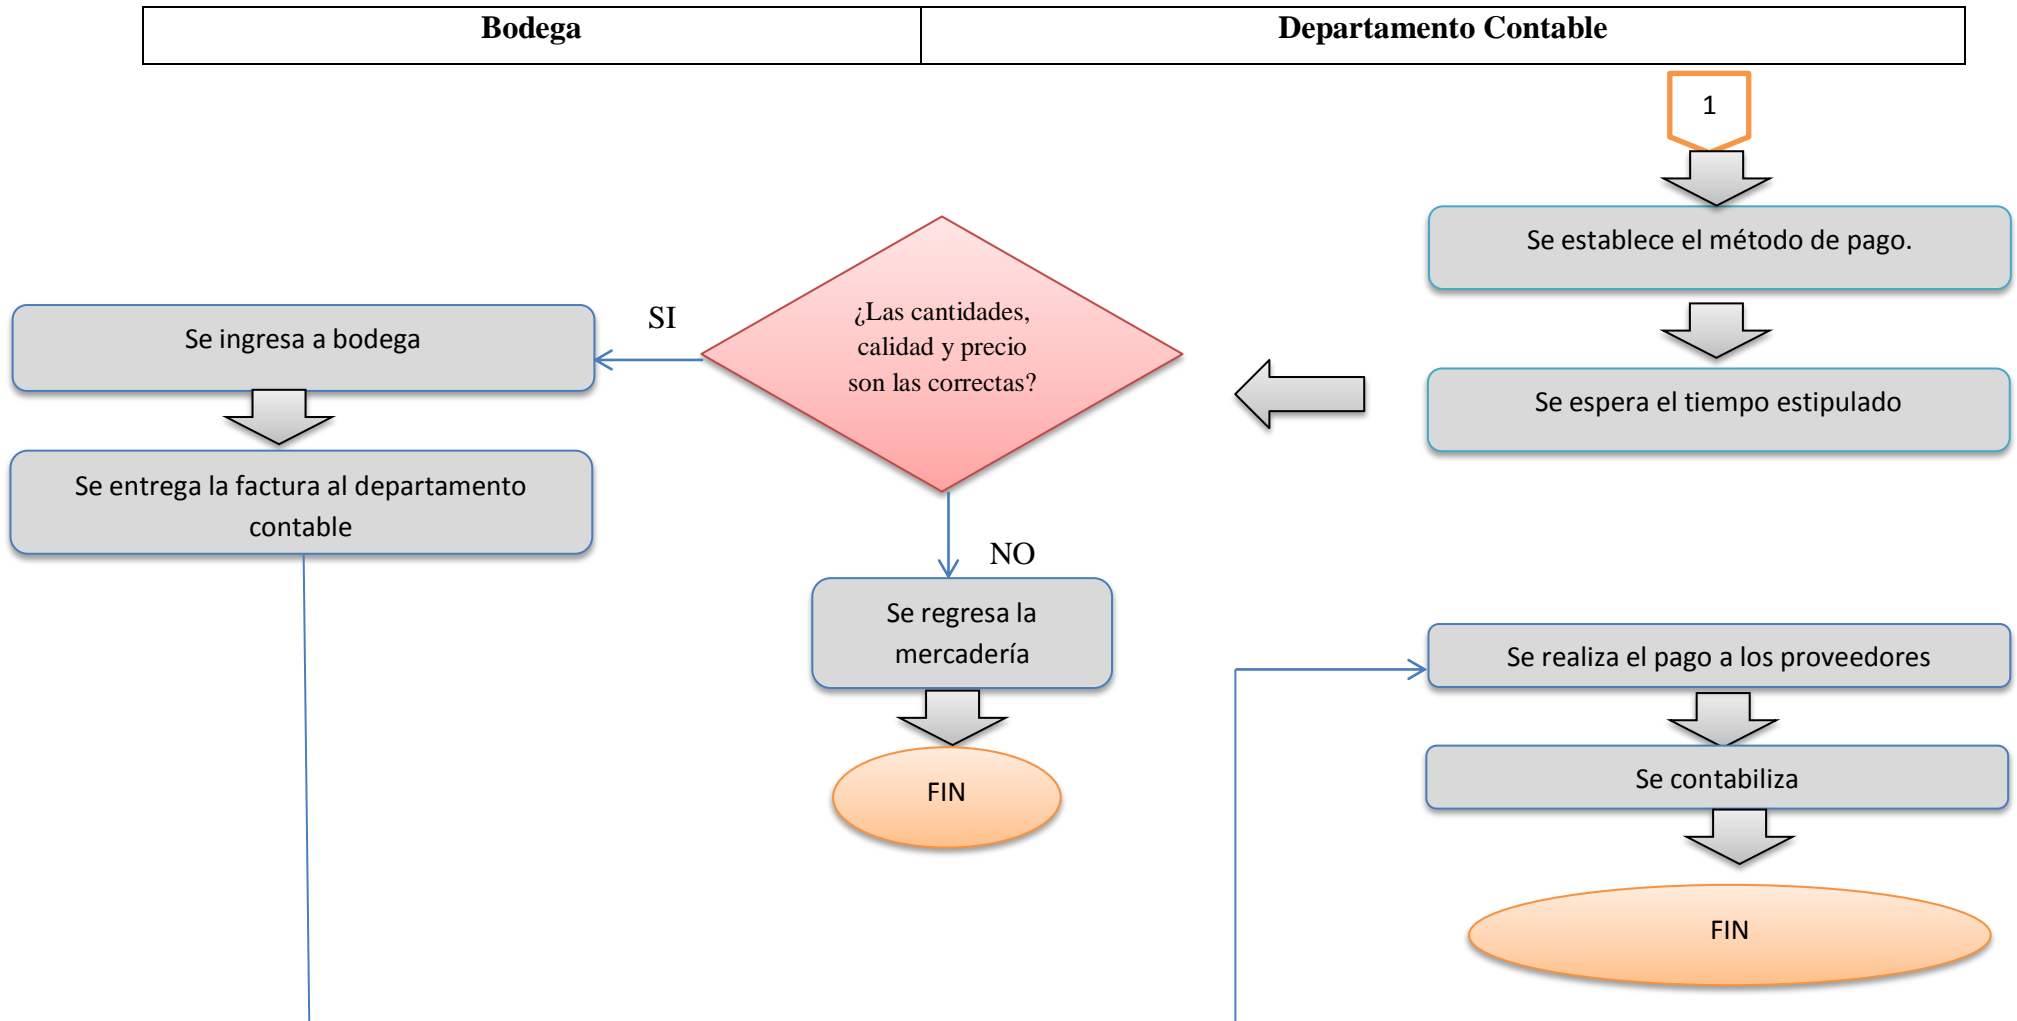 Bodega
Departamento Contable
1
Se establece el método de pago.
Se espera el tiempo estipulado
¿Las cantidades,
calidad y precio
son las correctas?
SI
Se ingresa a bodega
Se entrega la factura al departamento
contable
NO
Se regresa la
mercadería
FIN
Se realiza el pago a los proveedores
Se contabiliza
FIN